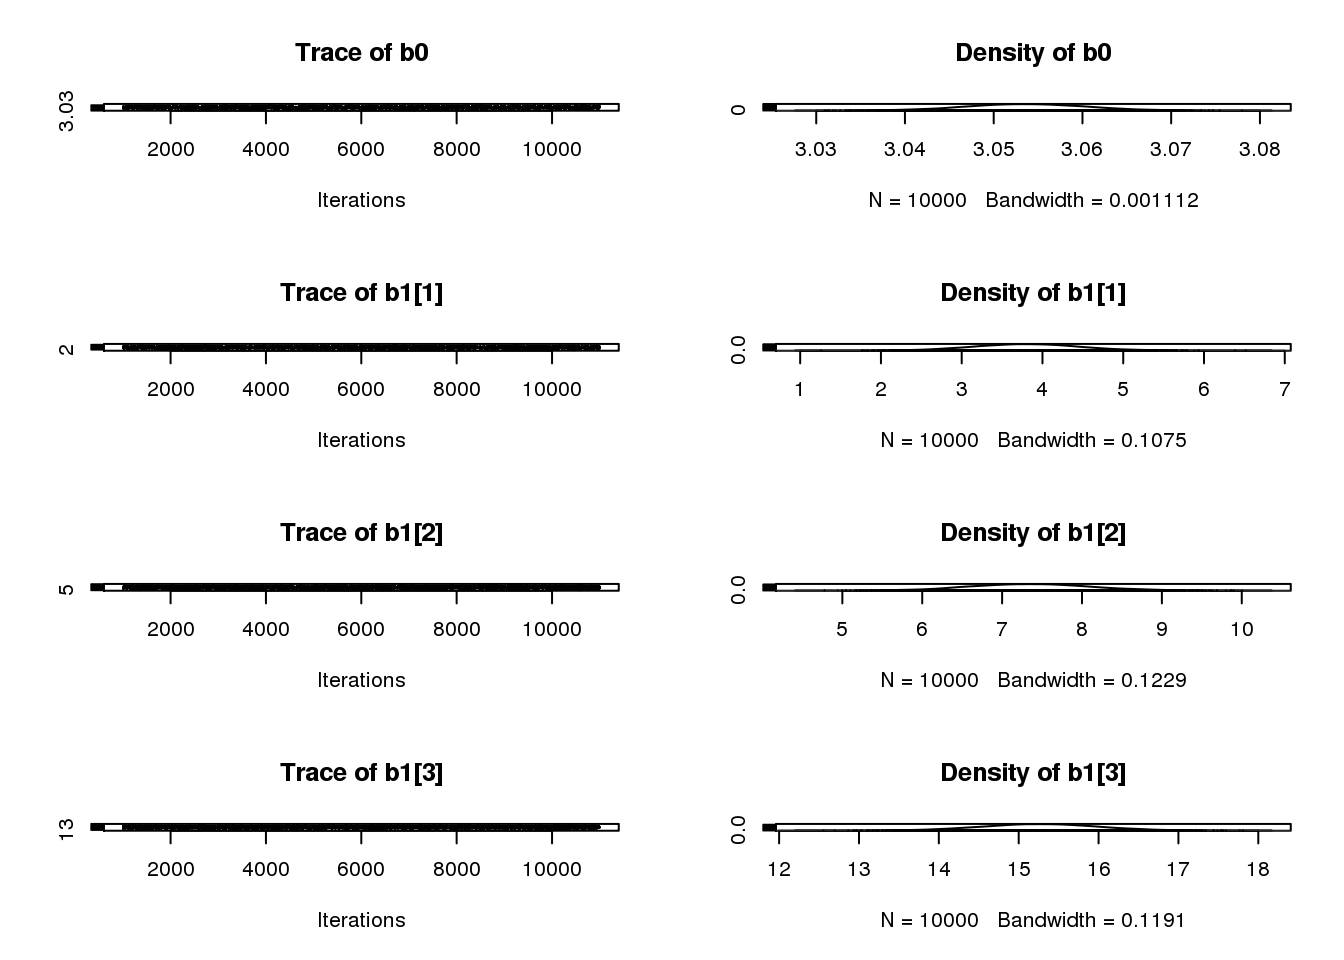 Trace of b0
3.03
2000 4000 6000 8000 10000
Iterations
Density of b0
0
3.03 3.04 3.05 3.06 3.07 3.08
N = 10000 Bandwidth = 0.001112
Trace of b1[1]
2
2000 4000 6000 8000 10000
Iterations
Density of b1[1]
0.0
1 2 3 4 5 6 7
N = 10000 Bandwidth = 0.1075
Trace of b1[2]
5
2000 4000 6000 8000 10000
Iterations
Density of b1[2]
0.0
5 6 7 8 9 10
N = 10000 Bandwidth = 0.1229
Trace of b1[3]
13
2000 4000 6000 8000 10000
Iterations
Density of b1[3]
0.0
12 13 14 15 16 17 18
N = 10000 Bandwidth = 0.1191